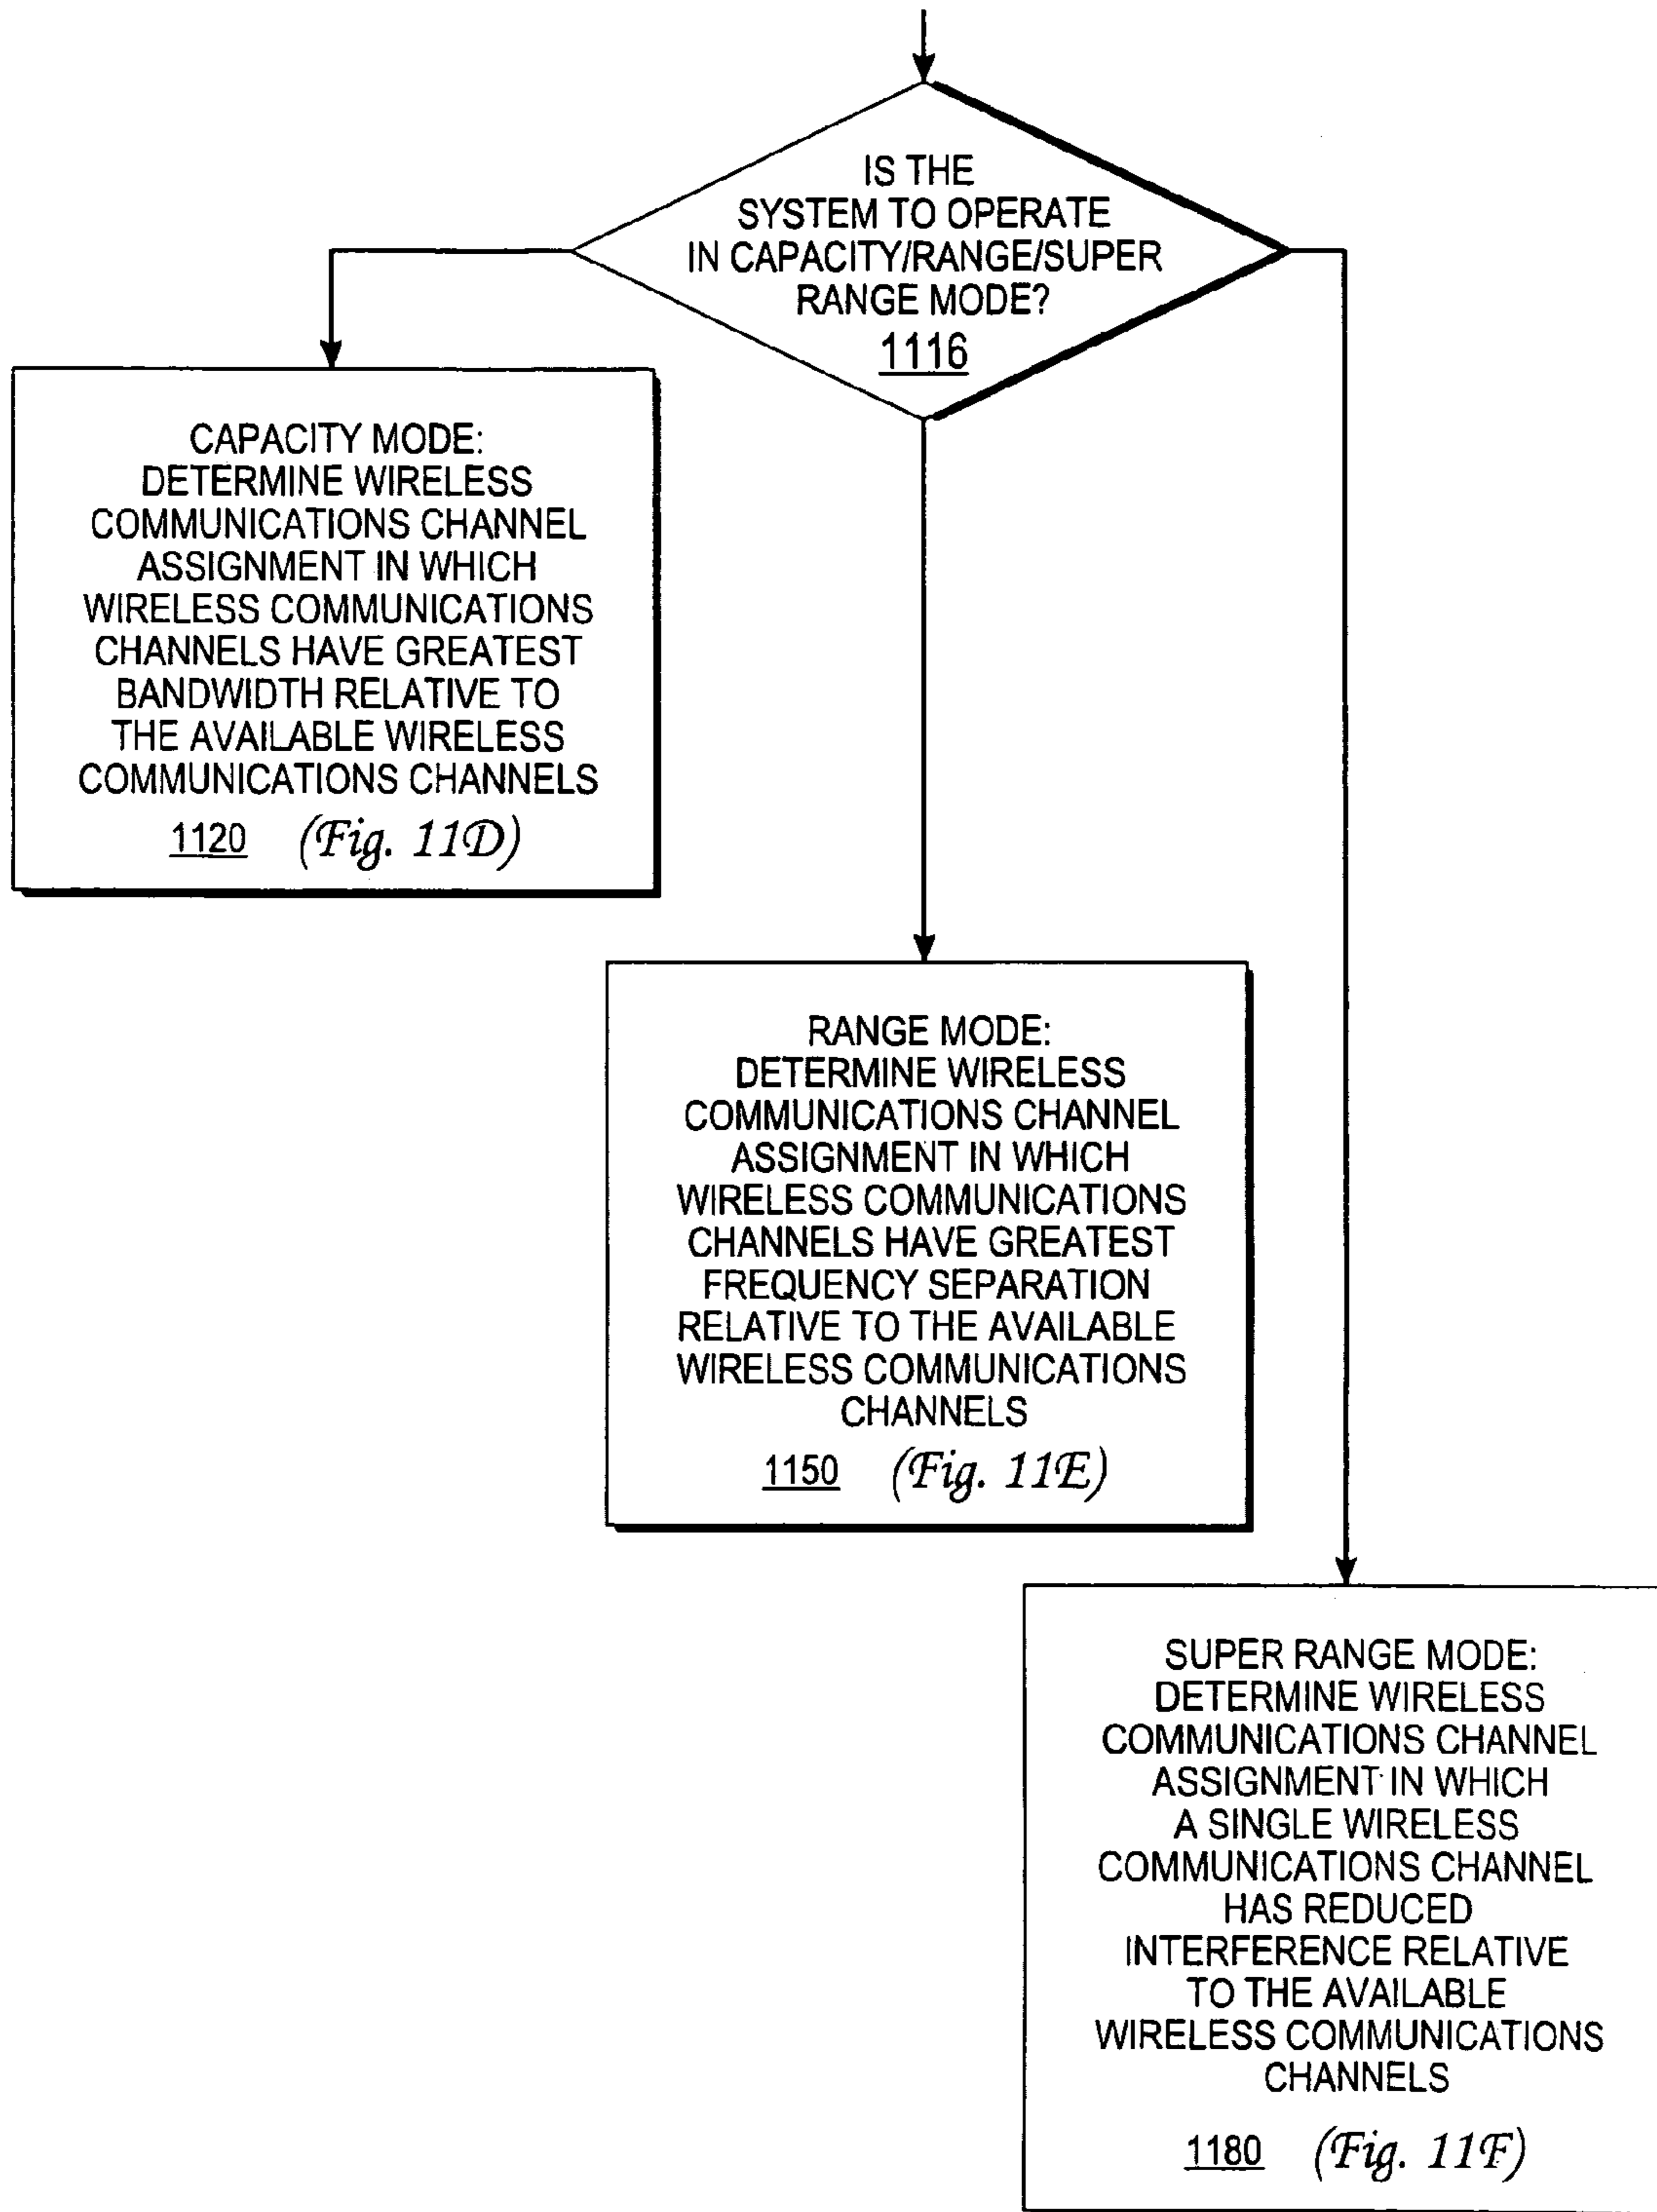 IS THE
SYSTEM TO OPERATE
IN CAPACITY/RANGE/SUPER
RANGE MODE?
1116
CAPACITY MODE:
DETERMINE WIRELESS
COMMUNICATIONS CHANNEL
ASSIGNMENT IN WHICH
WIRELESS COMMUNICATIONS
CHANNELS HAVE GREATEST
BANDWIDTH RELATIVE TO
THE AVAILABLE WIRELESS
COMMUNICATIONS CHANNELS
1120 (Fig. 11D)
RANGE MODE:
DETERMINE WIRELESS
COMMUNICATIONS CHANNEL
ASSIGNMENT IN WHICH
WIRELESS COMMUNICATIONS
CHANNELS HAVE GREATEST
FREQUENCY SEPARATION
RELATIVE TO THE AVAILABLE
WIRELESS COMMUNICATIONS
CHANNELS
1150 (Fig. 11E)
SUPER RANGE MODE:
DETERMINE WIRELESS
COMMUNICATIONS CHANNEL
ASSIGNMENT IN WHICH
A SINGLE WIRELESS
COMMUNICATIONS CHANNEL
HAS REDUCED
INTERFERENCE RELATIVE
TO THE AVAILABLE
WIRELESS COMMUNICATIONS
CHANNELS
1180 (Fig. 11F)